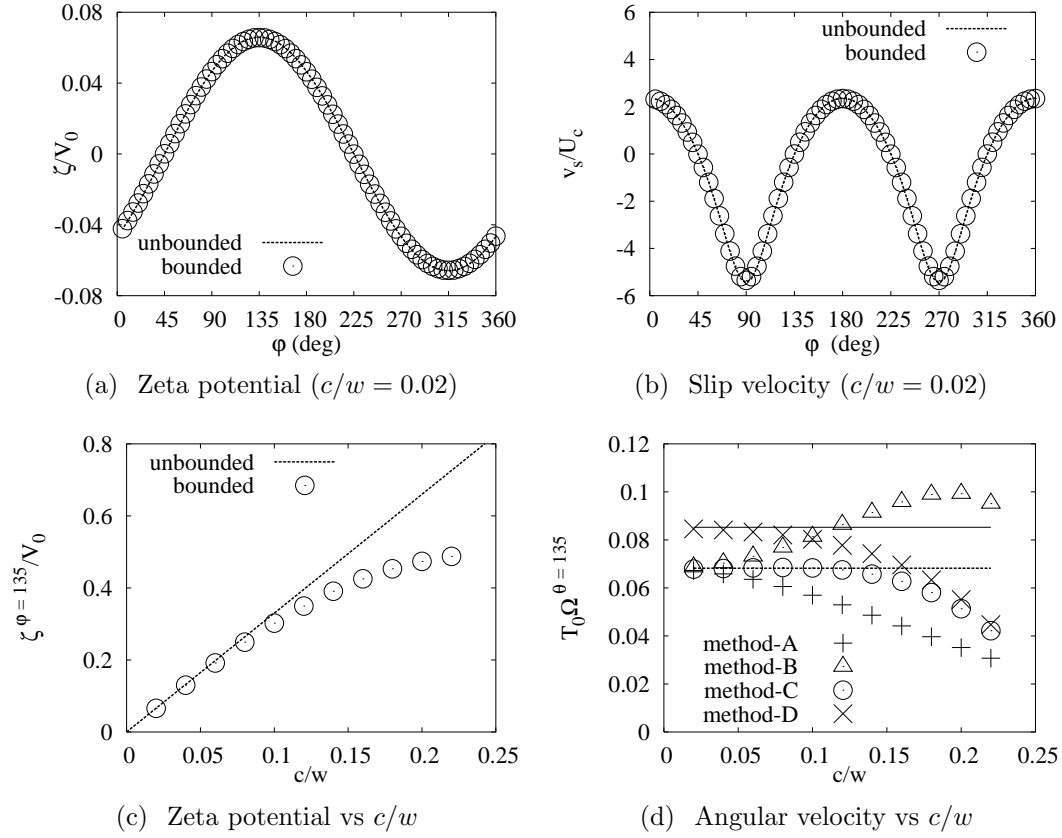 0.08
0.04
0
-0.04
-0.08
ζ/V0
unbounded
bounded
0 45 90 135 180 225 270 315 360
φ (deg)
(a) Zeta potential (c/w = 0.02)
6
4
2
0
-2
-4
-6
vs/Uc
unbounded
bounded
0 45 90 135 180 225 270 315 360
φ (deg)
(b) Slip velocity (c/w = 0.02)
0.8
0.6
0.4
0.2
0
ζ^φ = 135/V0
unbounded
bounded
0 0.05 0.1 0.15 0.2 0.25
c/w
(c) Zeta potential vs c/w
0.12
0.1
0.08
0.06
0.04
0.02
0
T0Ω^θ = 135
method-A
method-B
method-C
method-D
0 0.05 0.1 0.15 0.2 0.25
c/w
(d) Angular velocity vs c/w